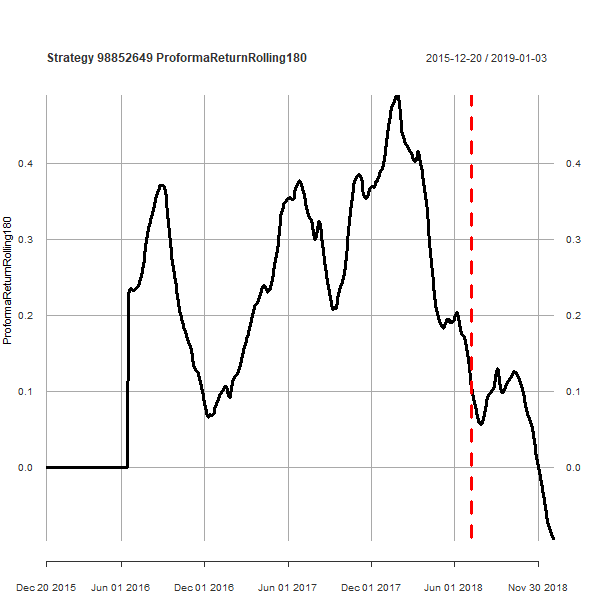 Strategy 98852649 ProformaReturnRolling180
2015-12-20 / 2019-01-03
ProformaReturnRolling180
0.4 0.4
0.3 0.3
0.2 0.2
0.1 0.1
0.0 0.0
Dec 20 2015 Jun 01 2016 Dec 01 2016 Jun 01 2017 Dec 01 2017 Jun 01 2018 Nov 30 2018